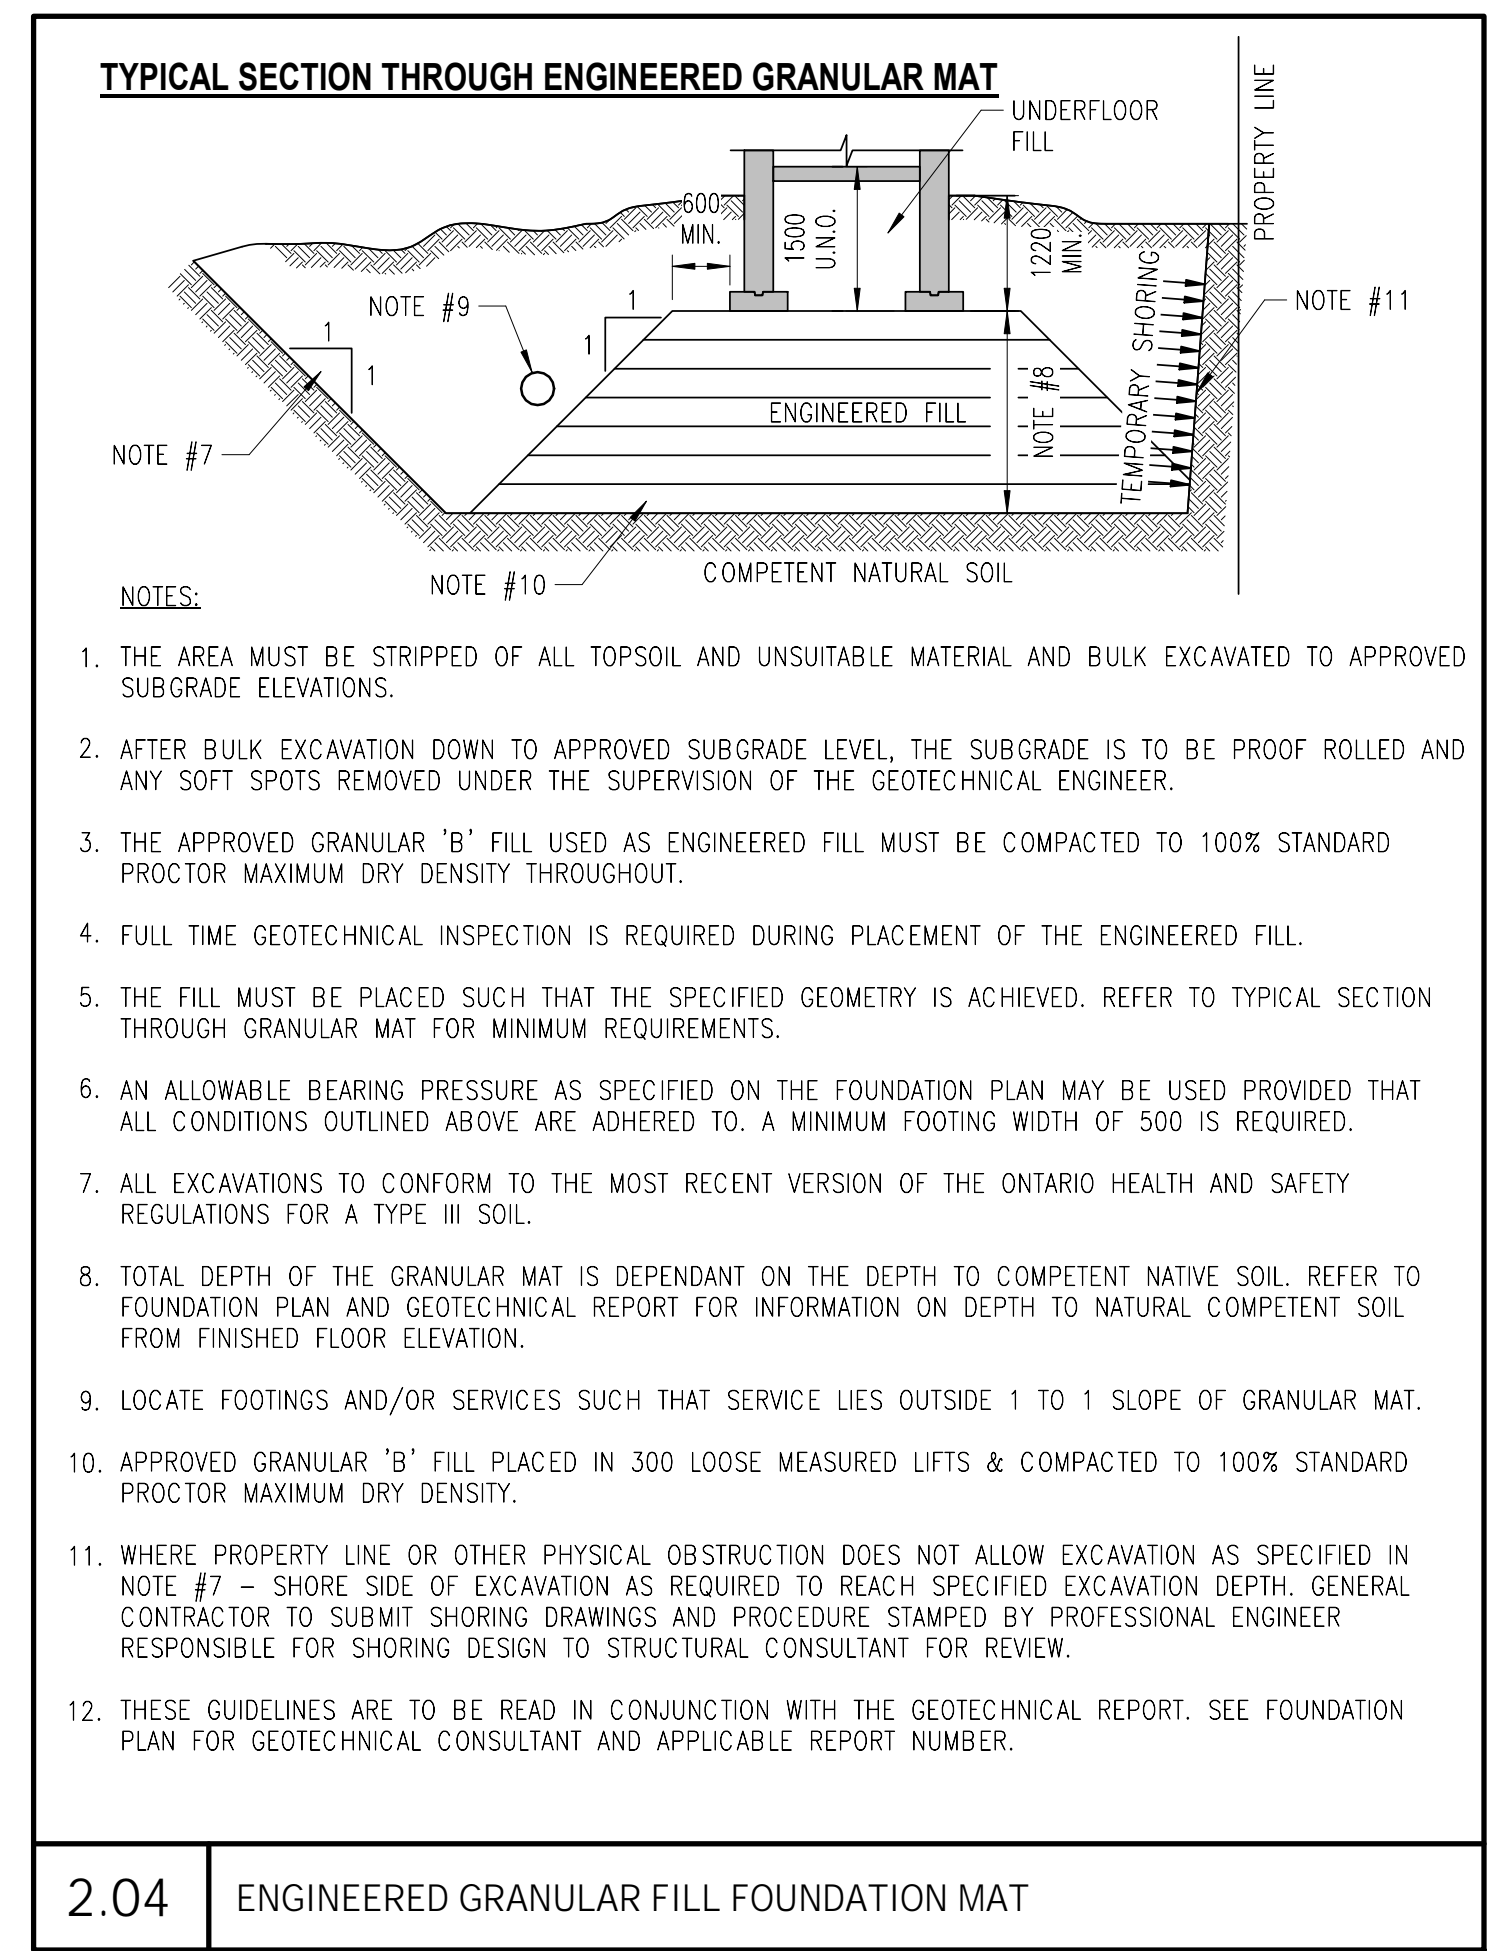 TYPICAL SECTION THROUGH ENGINEERED GRANULAR MAT
UNDERFLOOR
FILL
PROPERTY LINE
600
MIN.
1500
U.N.O.
1220
MIN.
NOTE #9
1
1
1
1
TEMPORARY SHORING
NOTE #11
NOTE #8
ENGINEERED FILL
NOTE #7
NOTE #10
COMPETENT NATURAL SOIL
NOTES:
1. THE AREA MUST BE STRIPPED OF ALL TOPSOIL AND UNSUITABLE MATERIAL AND BULK EXCAVATED TO APPROVED
SUBGRADE ELEVATIONS.
2. AFTER BULK EXCAVATION DOWN TO APPROVED SUBGRADE LEVEL, THE SUBGRADE IS TO BE PROOF ROLLED AND
ANY SOFT SPOTS REMOVED UNDER THE SUPERVISION OF THE GEOTECHNICAL ENGINEER.
3. THE APPROVED GRANULAR 'B' FILL USED AS ENGINEERED FILL MUST BE COMPACTED TO 100% STANDARD
PROCTOR MAXIMUM DRY DENSITY THROUGHOUT.
4. FULL TIME GEOTECHNICAL INSPECTION IS REQUIRED DURING PLACEMENT OF THE ENGINEERED FILL.
5. THE FILL MUST BE PLACED SUCH THAT THE SPECIFIED GEOMETRY IS ACHIEVED. REFER TO TYPICAL SECTION
THROUGH GRANULAR MAT FOR MINIMUM REQUIREMENTS.
6. AN ALLOWABLE BEARING PRESSURE AS SPECIFIED ON THE FOUNDATION PLAN MAY BE USED PROVIDED THAT
ALL CONDITIONS OUTLINED ABOVE ARE ADHERED TO. A MINIMUM FOOTING WIDTH OF 500 IS REQUIRED.
7. ALL EXCAVATIONS TO CONFORM TO THE MOST RECENT VERSION OF THE ONTARIO HEALTH AND SAFETY
REGULATIONS FOR A TYPE III SOIL.
8. TOTAL DEPTH OF THE GRANULAR MAT IS DEPENDANT ON THE DEPTH TO COMPETENT NATIVE SOIL. REFER TO
FOUNDATION PLAN AND GEOTECHNICAL REPORT FOR INFORMATION ON DEPTH TO NATURAL COMPETENT SOIL
FROM FINISHED FLOOR ELEVATION.
9. LOCATE FOOTINGS AND/OR SERVICES SUCH THAT SERVICE LIES OUTSIDE 1 TO 1 SLOPE OF GRANULAR MAT.
10. APPROVED GRANULAR 'B' FILL PLACED IN 300 LOOSE MEASURED LIFTS & COMPACTED TO 100% STANDARD
PROCTOR MAXIMUM DRY DENSITY.
11. WHERE PROPERTY LINE OR OTHER PHYSICAL OBSTRUCTION DOES NOT ALLOW EXCAVATION AS SPECIFIED IN
NOTE #7 – SHORE SIDE OF EXCAVATION AS REQUIRED TO REACH SPECIFIED EXCAVATION DEPTH. GENERAL
CONTRACTOR TO SUBMIT SHORING DRAWINGS AND PROCEDURE STAMPED BY PROFESSIONAL ENGINEER
RESPONSIBLE FOR SHORING DESIGN TO STRUCTURAL CONSULTANT FOR REVIEW.
12. THESE GUIDELINES ARE TO BE READ IN CONJUNCTION WITH THE GEOTECHNICAL REPORT. SEE FOUNDATION
PLAN FOR GEOTECHNICAL CONSULTANT AND APPLICABLE REPORT NUMBER.
2.04
ENGINEERED GRANULAR FILL FOUNDATION MAT